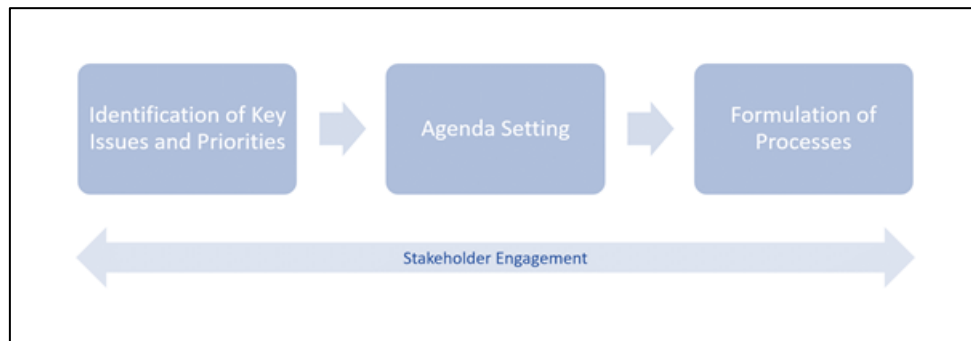 Identification of Key
Issues and Priorities
Agenda Setting
Formulation of
Processes
Stakeholder Engagement